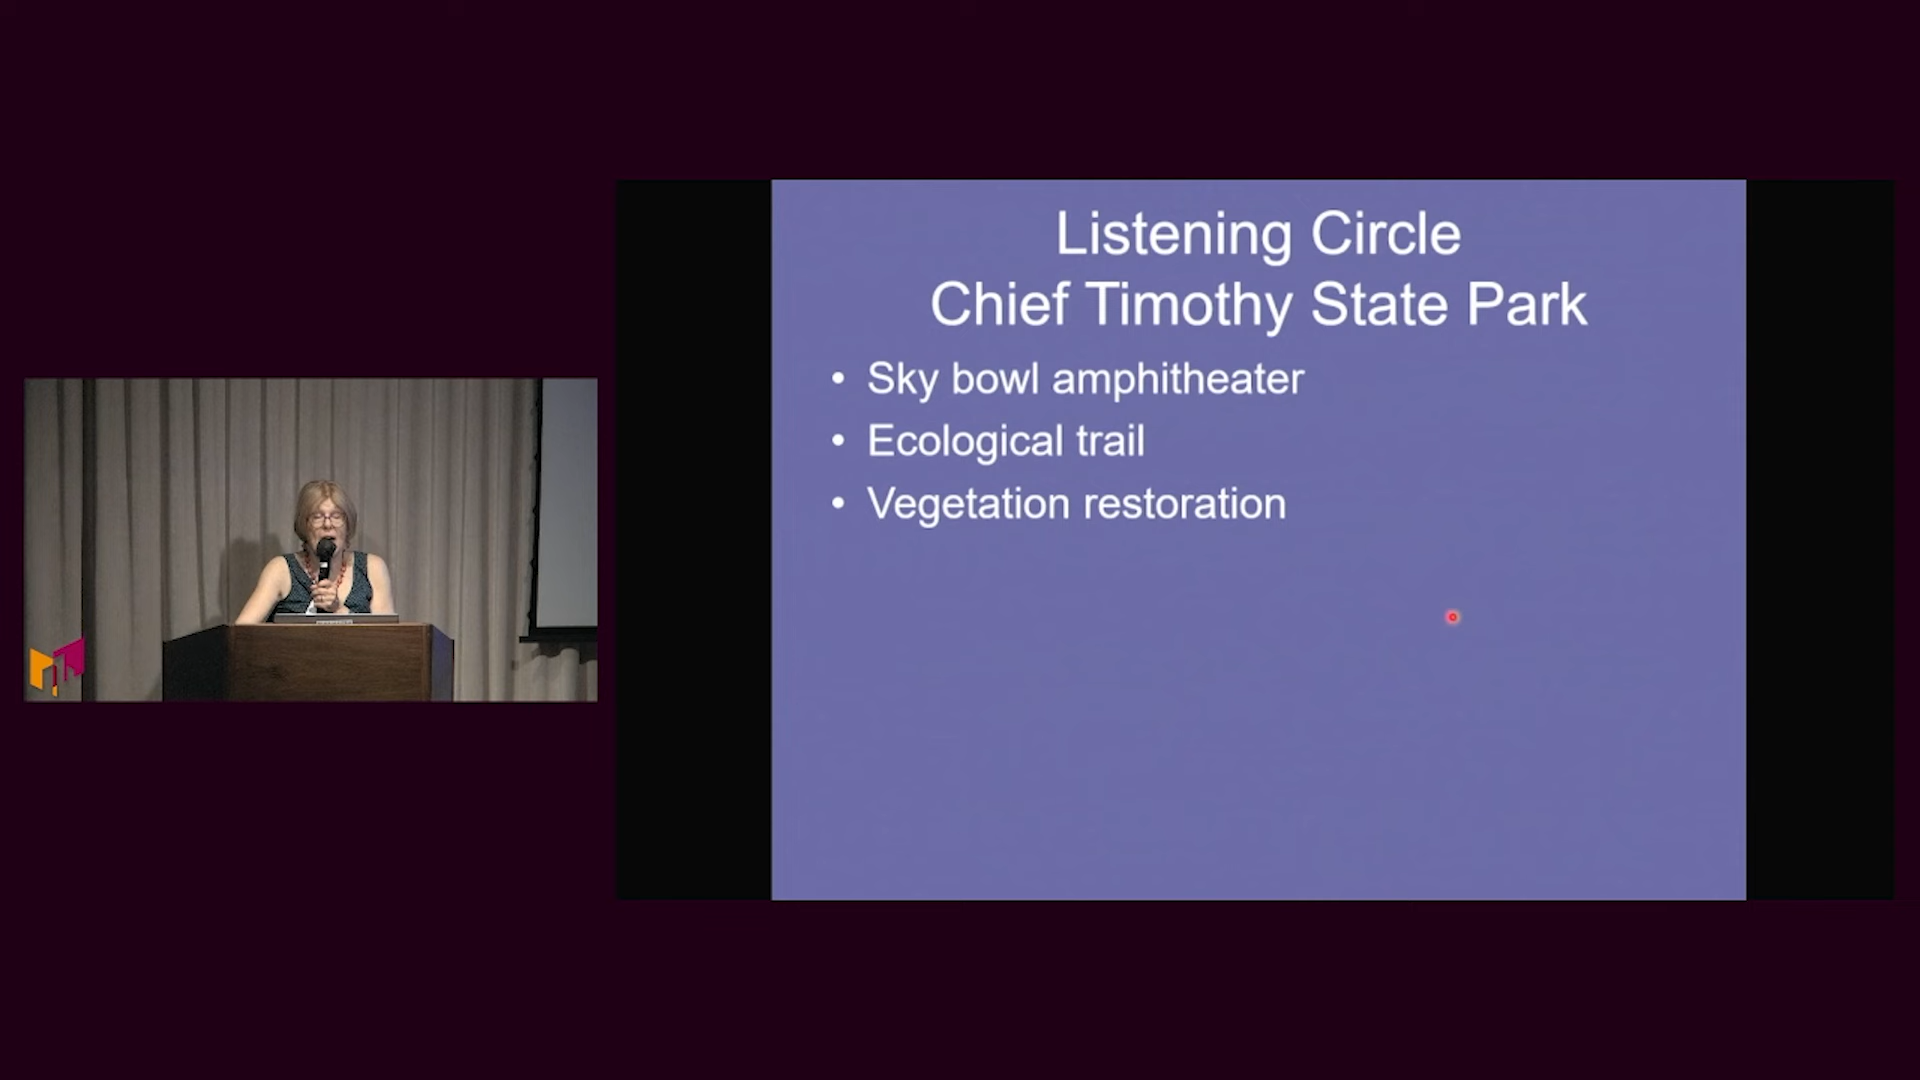 Listening Circle
Chief Timothy State Park
• Sky bowl amphitheater
• Ecological trail
• Vegetation restoration